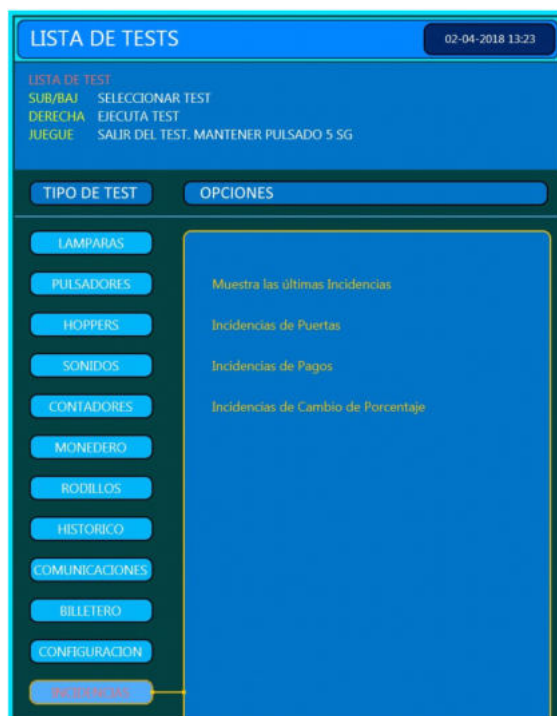 LISTA DE TESTS
02-04-2018 13:23
LISTA DE TEST
SUB/BAJ SELECCIONAR TEST
DERECHA EJECUTA TEST
JUEGUE SALIR DEL TEST. MANTENER PULSADO 5 SG
TIPO DE TEST OPCIONES
LAMPARAS
PULSADORES Muestra las últimas Incidencias
HOPPERS Incidencias de Puertas
SONIDOS Incidencias de Pagos
CONTADORES Incidencias de Cambio de Porcentaje
MONEDERO
RODILLOS
HISTORICO
COMUNICACIONES
BILLETERO
CONFIGURACION
INCIDENCIAS